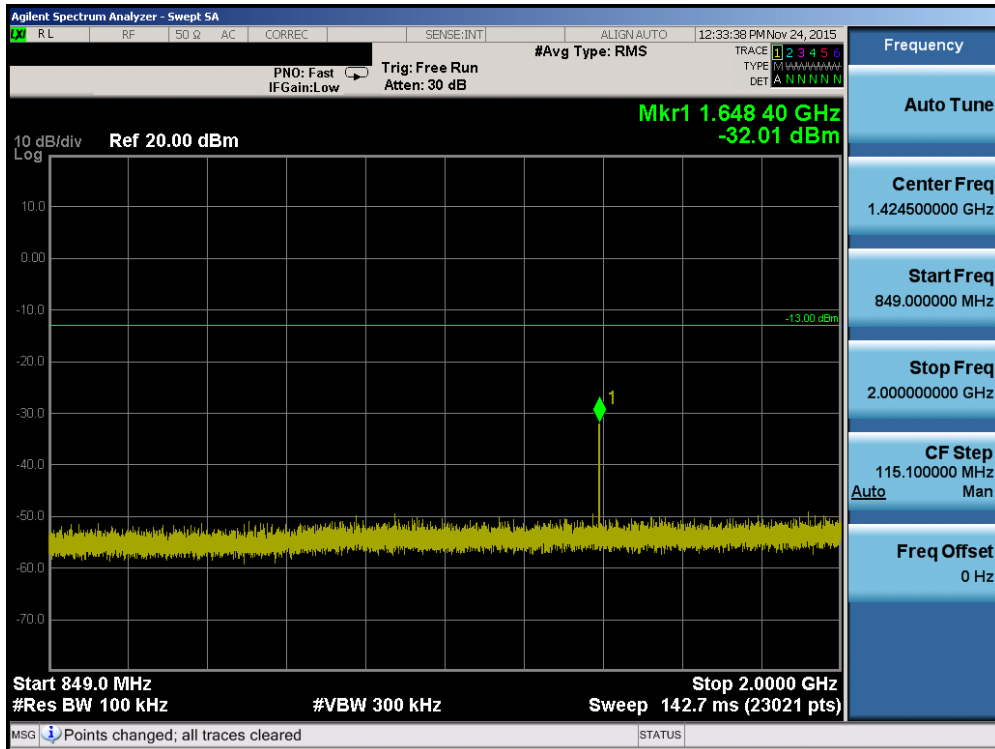 Agilent Spectrum Analyzer - Swept SA
LXI RL RF 50 Ω AC CORREC SENSE:INT ALIGN AUTO 12:33:38 PM Nov 24, 2015
#Avg Type: RMS
TRACE 1 2 3 4 5 6
PNO: Fast Trig: Free Run
TYPE M
IFGain:Low Atten: 30 dB
DET A N N N N N
Mkr1 1.648 40 GHz
-32.01 dBm
10 dB/div Ref 20.00 dBm
Log
10.0
0.00
-10.0
-13.00 dBm
-20.0
1
-30.0
-40.0
-50.0
-60.0
-70.0
Start 849.0 MHz Stop 2.0000 GHz
#Res BW 100 kHz #VBW 300 kHz Sweep 142.7 ms (23021 pts)
MSG Points changed; all traces cleared STATUS
Frequency
Auto Tune
Center Freq
1.424500000 GHz
Start Freq
849.000000 MHz
Stop Freq
2.000000000 GHz
CF Step
115.100000 MHz
Auto Man
Freq Offset
0 Hz